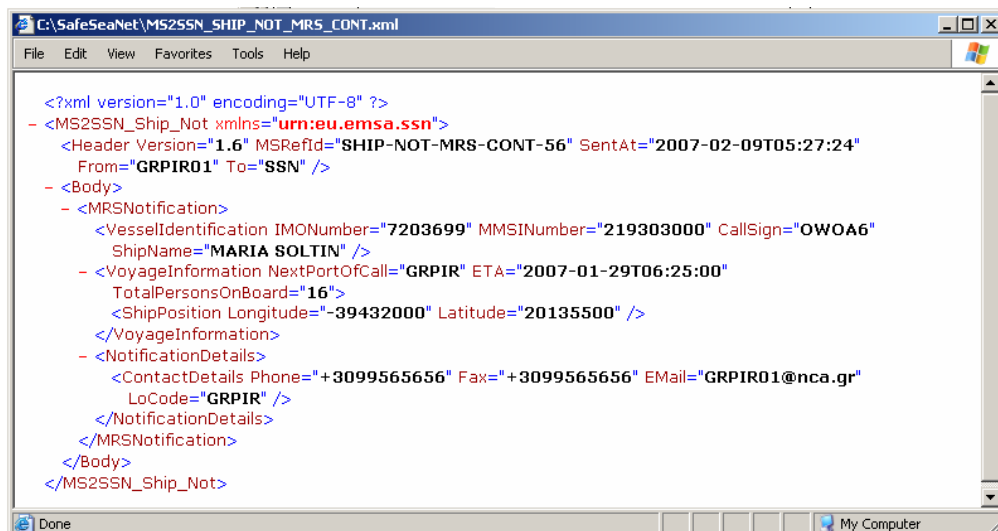 C:\SafeSeaNet\MS2SSN_SHIP_NOT_MRS_CONT.xml
File Edit View Favorites Tools Help
<?xml version="1.0" encoding="UTF-8" ?>
- <MS2SSN_Ship_Not xmlns="urn:eu.emsa.ssn">
<Header Version="1.6" MSRefId="SHIP-NOT-MRS-CONT-56" SentAt="2007-02-09T05:27:24"
From="GRPIR01" To="SSN" />
- <Body>
- <MRSNotification>
<VesselIdentification IMONumber="7203699" MMSINumber="219303000" CallSign="OWOA6"
ShipName="MARIA SOLTIN" />
- <VoyageInformation NextPortOfCall="GRPIR" ETA="2007-01-29T06:25:00"
TotalPersonsOnBoard="16">
<ShipPosition Longitude="-39432000" Latitude="20135500" />
</VoyageInformation>
- <NotificationDetails>
<ContactDetails Phone="+3099565656" Fax="+3099565656" EMail="GRPIR01@nca.gr"
LoCode="GRPIR" />
</NotificationDetails>
</MRSNotification>
</Body>
</MS2SSN_Ship_Not>
Done My Computer